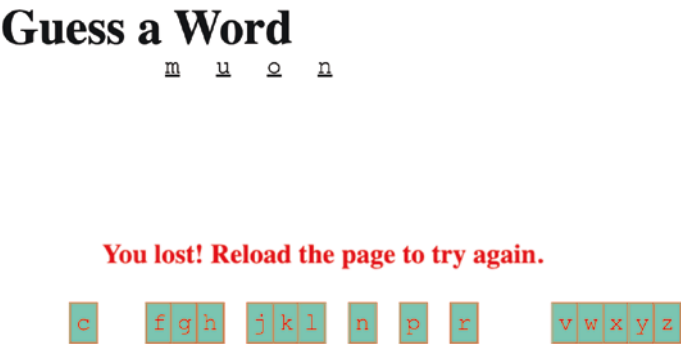 Guess a Word
m u o n
You lost! Reload the page to try again.
c f g h j k l n p r v w x y z